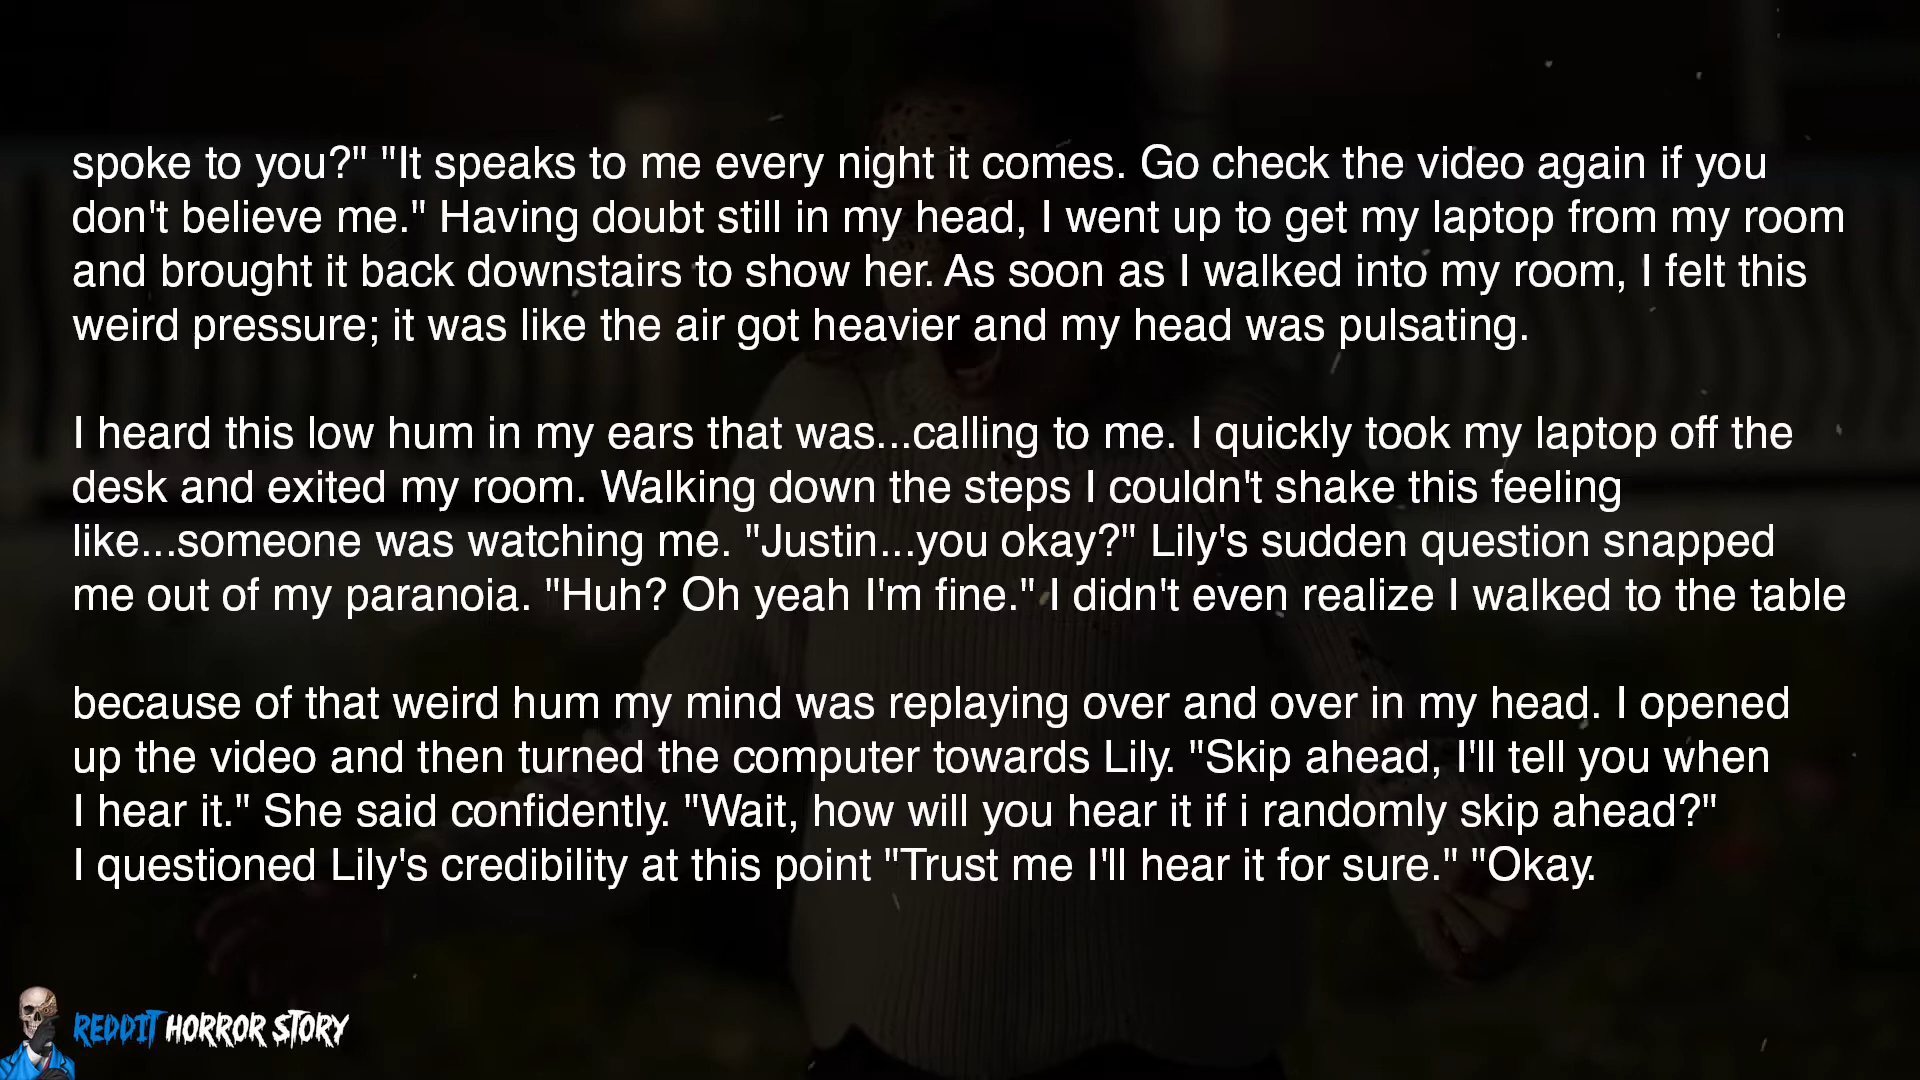 spoke to you?" "It speaks to me every night it comes. Go check the video again if you
don't believe me." Having doubt still in my head, I went up to get my laptop from my room
and brought it back downstairs to show her. As soon as I walked into my room, I felt this
weird pressure; it was like the air got heavier and my head was pulsating.
I heard this low hum in my ears that was...calling to me. I quickly took my laptop off the
desk and exited my room. Walking down the steps I couldn't shake this feeling
like...someone was watching me. "Justin...you okay?" Lily's sudden question snapped
me out of my paranoia. "Huh? Oh yeah I'm fine." I didn't even realize I walked to the table
because of that weird hum my mind was replaying over and over in my head. I opened
up the video and then turned the computer towards Lily. "Skip ahead, I'll tell you when
I hear it." She said confidently. "Wait, how will you hear it if i randomly skip ahead?"
I questioned Lily's credibility at this point "Trust me I'll hear it for sure." "Okay.
REDDIT HORROR STORY